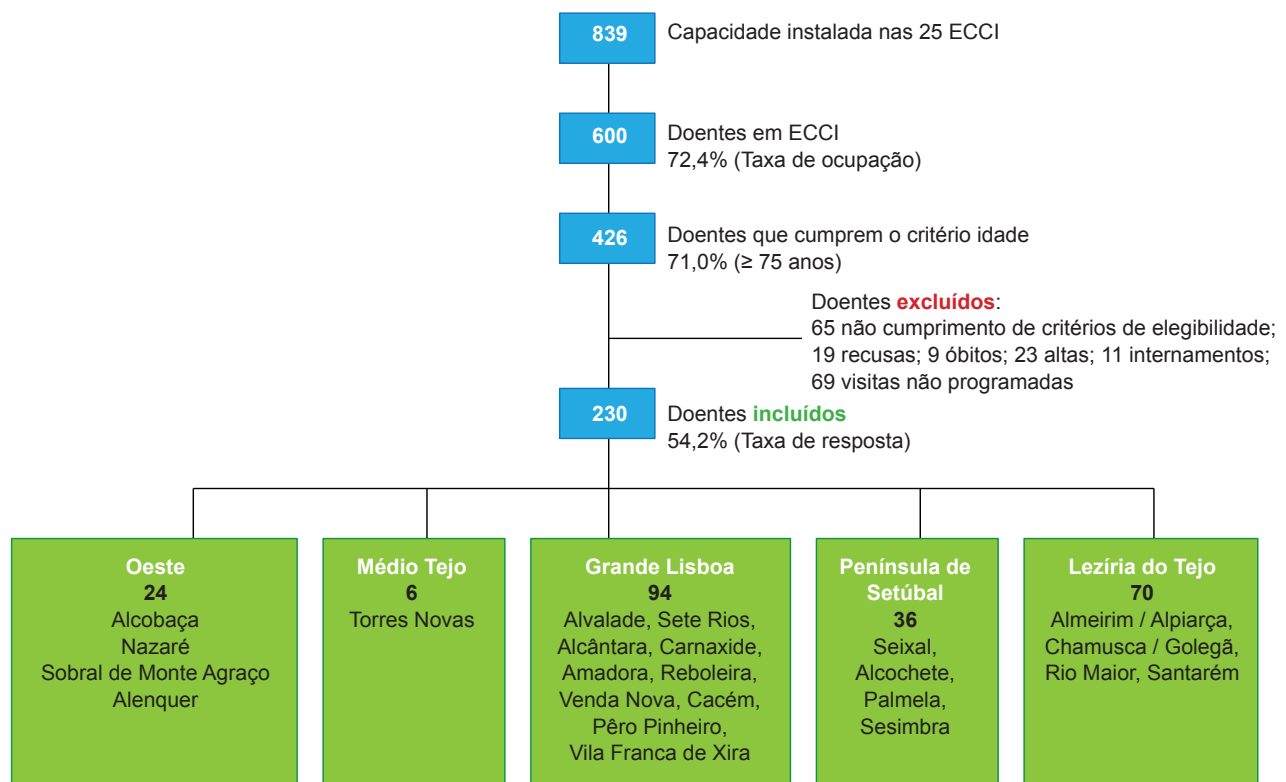 839
Capacidade instalada nas 25 ECCI
600
Doentes em ECCI
72,4% (Taxa de ocupação)
426
Doentes que cumprem o critério idade
71,0% (≥ 75 anos)
Doentes excluídos:
65 não cumprimento de critérios de elegibilidade;
19 recusas; 9 óbitos; 23 altas; 11 internamentos;
69 visitas não programadas
230
Doentes incluídos
54,2% (Taxa de resposta)
Oeste
24
Alcobaça
Nazaré
Sobral de Monte Agraço
Alenquer
Médio Tejo
6
Torres Novas
Grande Lisboa
94
Alvalade, Sete Rios,
Alcântara, Carnaxide,
Amadora, Reboleira,
Venda Nova, Cacém,
Pêro Pinheiro,
Vila Franca de Xira
Península de
Setúbal
36
Seixal,
Alcochete,
Palmela,
Sesimbra
Lezíria do Tejo
70
Almeirim / Alpiarça,
Chamusca / Golegã,
Rio Maior, Santarém